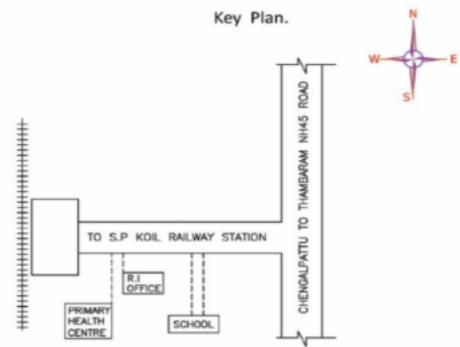 Key Plan.
N
W
E
S
CHENGALPATTU TO THAMBARAM NH45 ROAD
TO S.P KOIL RAILWAY STATION
R.I
OFFICE
PRIMARY
HEALTH
CENTRE
SCHOOL